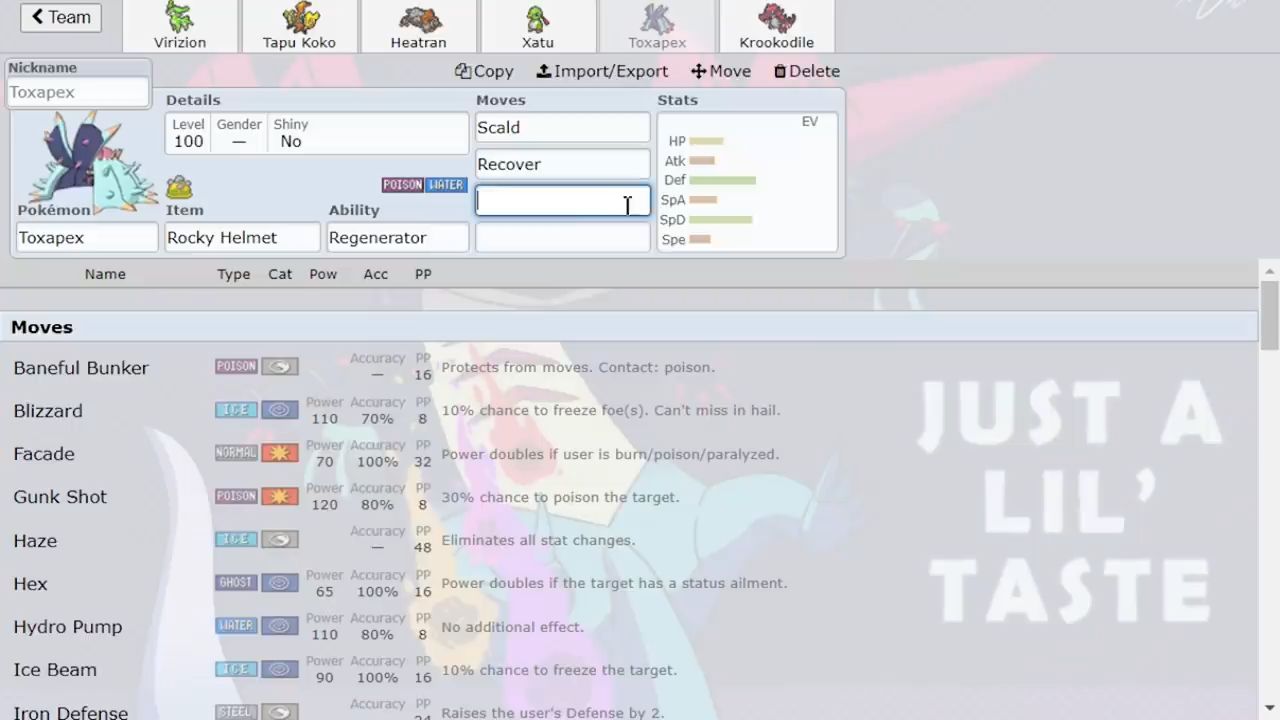 Team
Virizion
Tapu Koko
Heatran
Xatu
Toxapex
Krookodile
Nickname
Toxapex
Copy
Import/Export
Move
Delete
Details
Level
100
Gender
—
Shiny
No
POISON WATER
Pokémon
Toxapex
Item
Rocky Helmet
Ability
Regenerator
Moves
Scald
Recover
Stats
EV
HP
Atk
Def
SpA
SpD
Spe
Name Type Cat Pow Acc PP
Moves
Baneful Bunker POISON Accuracy — PP 16 Protects from moves. Contact: poison.
Blizzard ICE Power 110 Accuracy 70% PP 8 10% chance to freeze foe(s). Can't miss in hail.
Facade NORMAL Power 70 Accuracy 100% PP 32 Power doubles if user is burn/poison/paralyzed.
Gunk Shot POISON Power 120 Accuracy 80% PP 8 30% chance to poison the target.
Haze ICE Accuracy — PP 48 Eliminates all stat changes.
Hex GHOST Power 65 Accuracy 100% PP 16 Power doubles if the target has a status ailment.
Hydro Pump WATER Power 110 Accuracy 80% PP 8 No additional effect.
Ice Beam ICE Power 90 Accuracy 100% PP 16 10% chance to freeze the target.
Iron Defense STEEL Accuracy PP Raises the user's Defense by 2.
JUST A
LIL'
TASTE